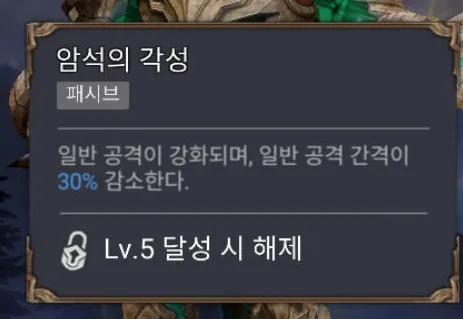 암석의 각성
패시브
일반 공격이 강화되며, 일반 공격 간격이
30% 감소한다.
Lv.5 달성 시 해제